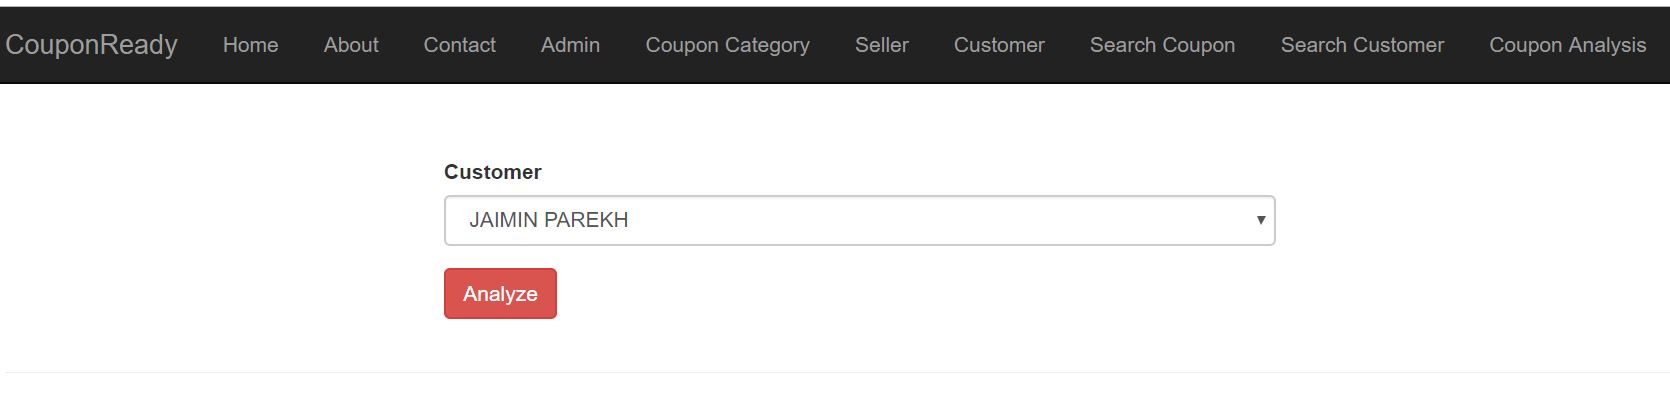 CouponReady Home About Contact Admin Coupon Category Seller Customer Search Coupon Search Customer Coupon Analysis
Customer
JAIMIN PAREKH
Analyze